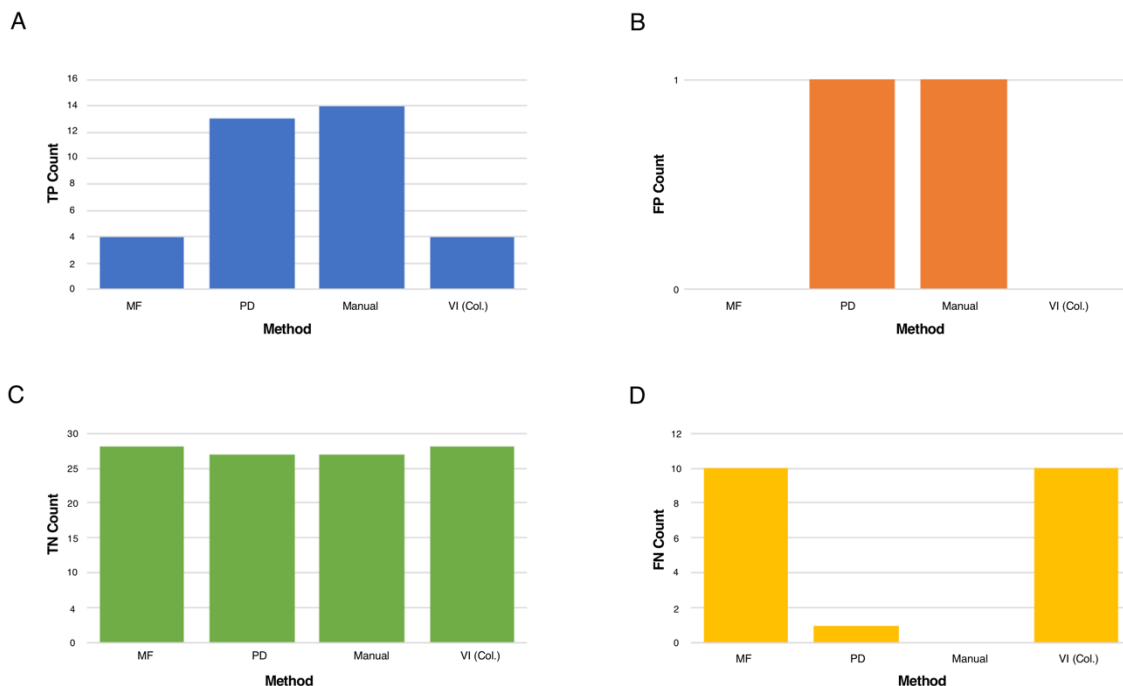 A
16
14
12
10
8
6
4
2
0
TP Count
MF PD Manual VI (Col.)
Method
B
1
0
FP Count
MF PD Manual VI (Col.)
Method
C
30
25
28
15
10
4
0
TN Count
MF PD Manual VI (Col.)
Method
D
12
10
8
6
4
2
0
FN Count
MF PD Manual VI (Col.)
Method